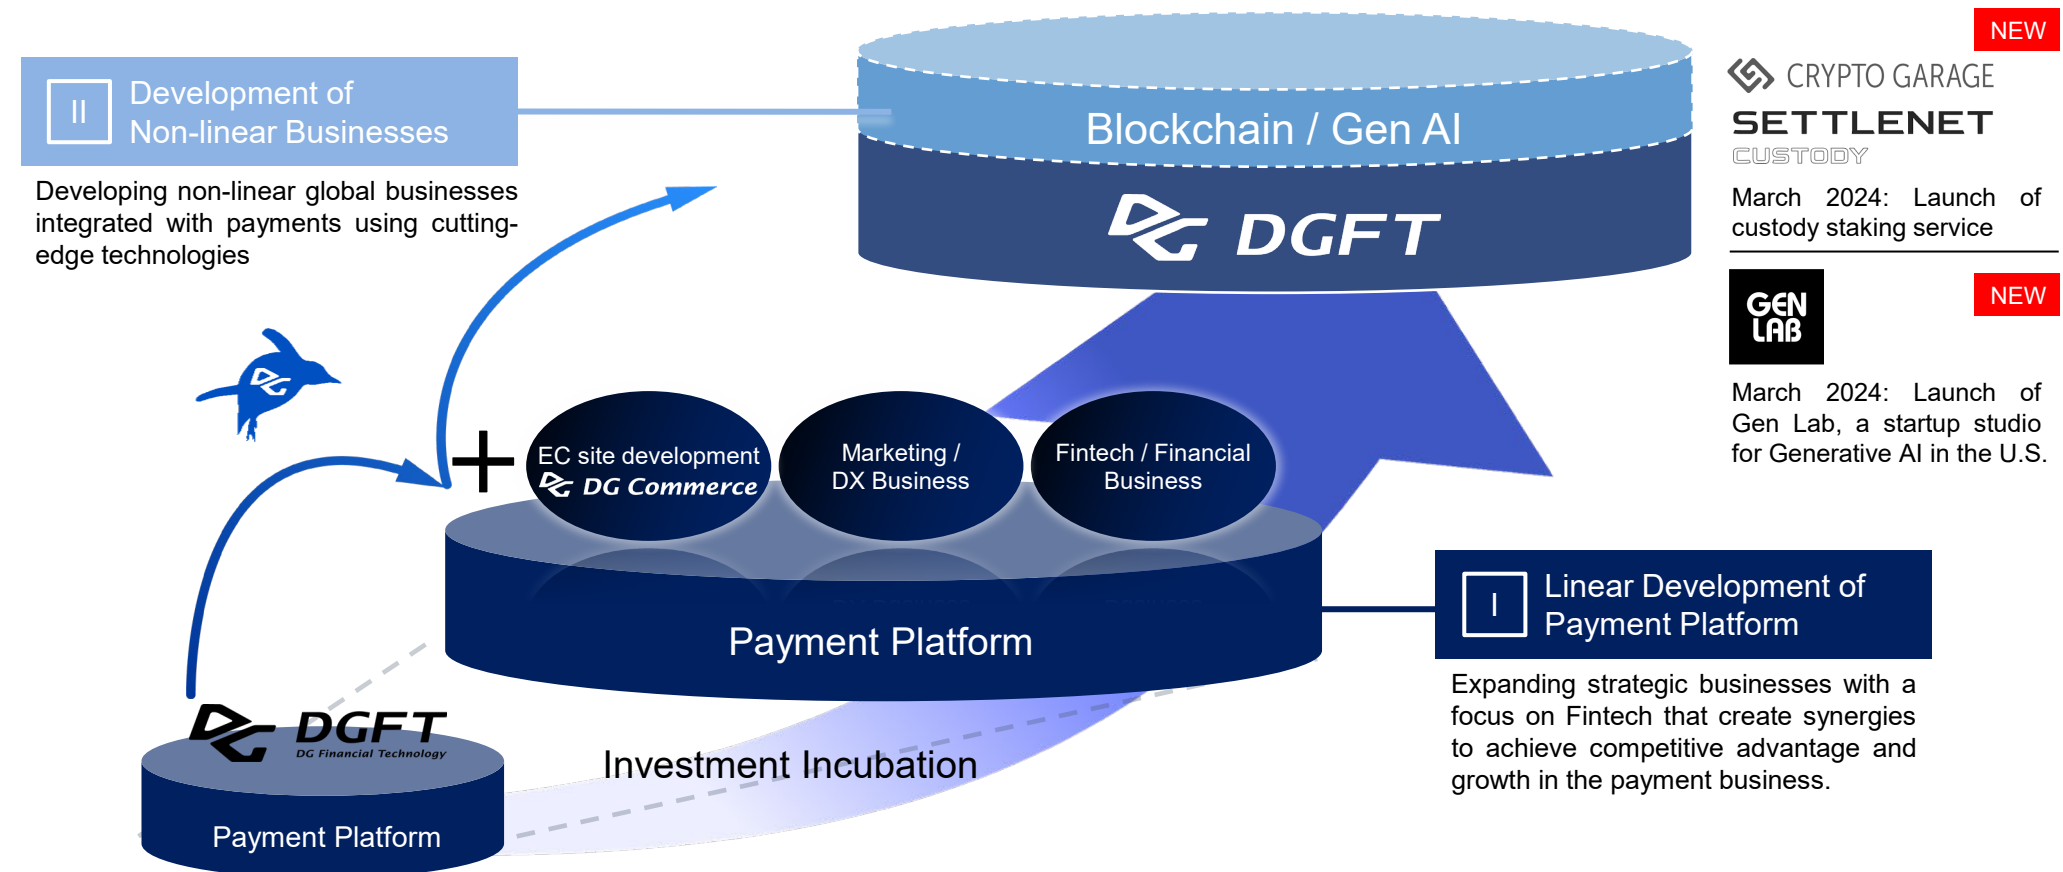 II
Development of
Non-linear Businesses
Developing non-linear global businesses
integrated with payments using cutting-
edge technologies
Blockchain / Gen AI
DGFT
NEW
CRYPTO GARAGE
SETTLENET
CUSTODY
March 2024: Launch of
custody staking service
NEW
GEN
LAB
March 2024: Launch of
Gen Lab, a startup studio
for Generative AI in the U.S.
+
EC site development
DG Commerce
Marketing /
DX Business
Fintech / Financial
Business
Payment Platform
I
Linear Development of
Payment Platform
Expanding strategic businesses with a
focus on Fintech that create synergies
to achieve competitive advantage and
growth in the payment business.
DGFT
DG Financial Technology
Payment Platform
Investment Incubation